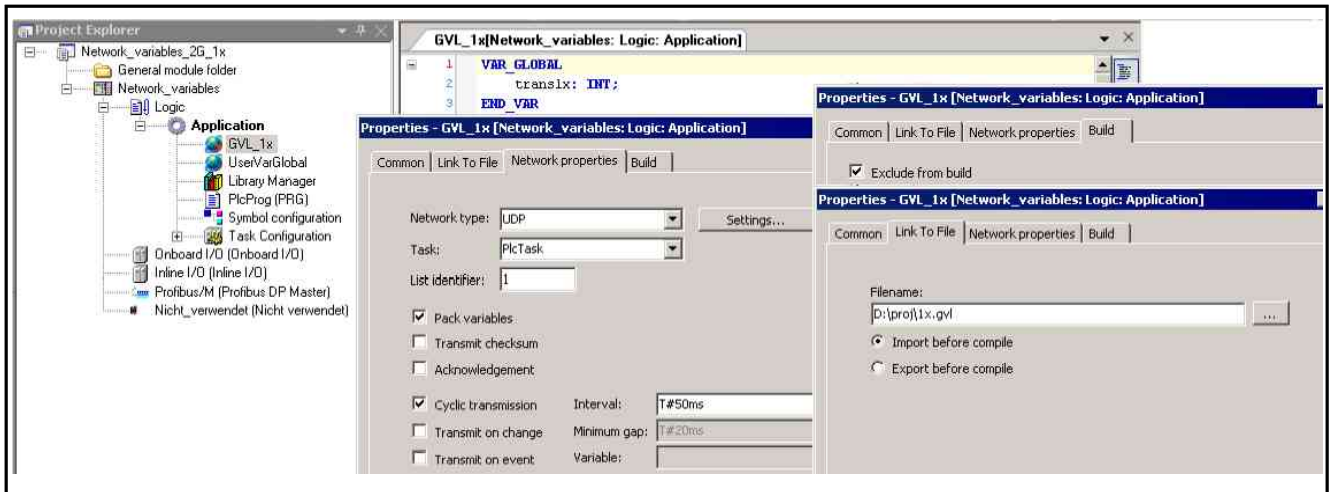 Project Explorer
Network_variables_2G_1x
General module folder
Network_variables
Logic
Application
GVL_1x
UserVarGlobal
Library Manager
PlcProg (PRG)
Symbol configuration
Task Configuration
Onboard I/O (Onboard I/O)
Inline I/O (Inline I/O)
Profibus/M (Profibus DP Master)
Nicht_verwendet (Nicht verwendet)
GVL_1x[Network_variables: Logic: Application]
1 VAR_GLOBAL
2 translx: INT;
3 END_VAR
Properties - GVL_1x [Network_variables: Logic: Application]
Common Link To File Network properties Build
Network type: UDP Settings...
Task: PlcTask
List identifier: 1
Pack variables
Transmit checksum
Acknowledgement
Cyclic transmission Interval: T#50ms
Transmit on change Minimum gap: T#20ms
Transmit on event Variable:
Properties - GVL_1x [Network_variables: Logic: Application]
Common Link To File Network properties Build
Exclude from build
Properties - GVL_1x [Network_variables: Logic: Application]
Common Link To File Network properties Build
Filename:
D:\proj\1x.gvl ...
Import before compile
Export before compile